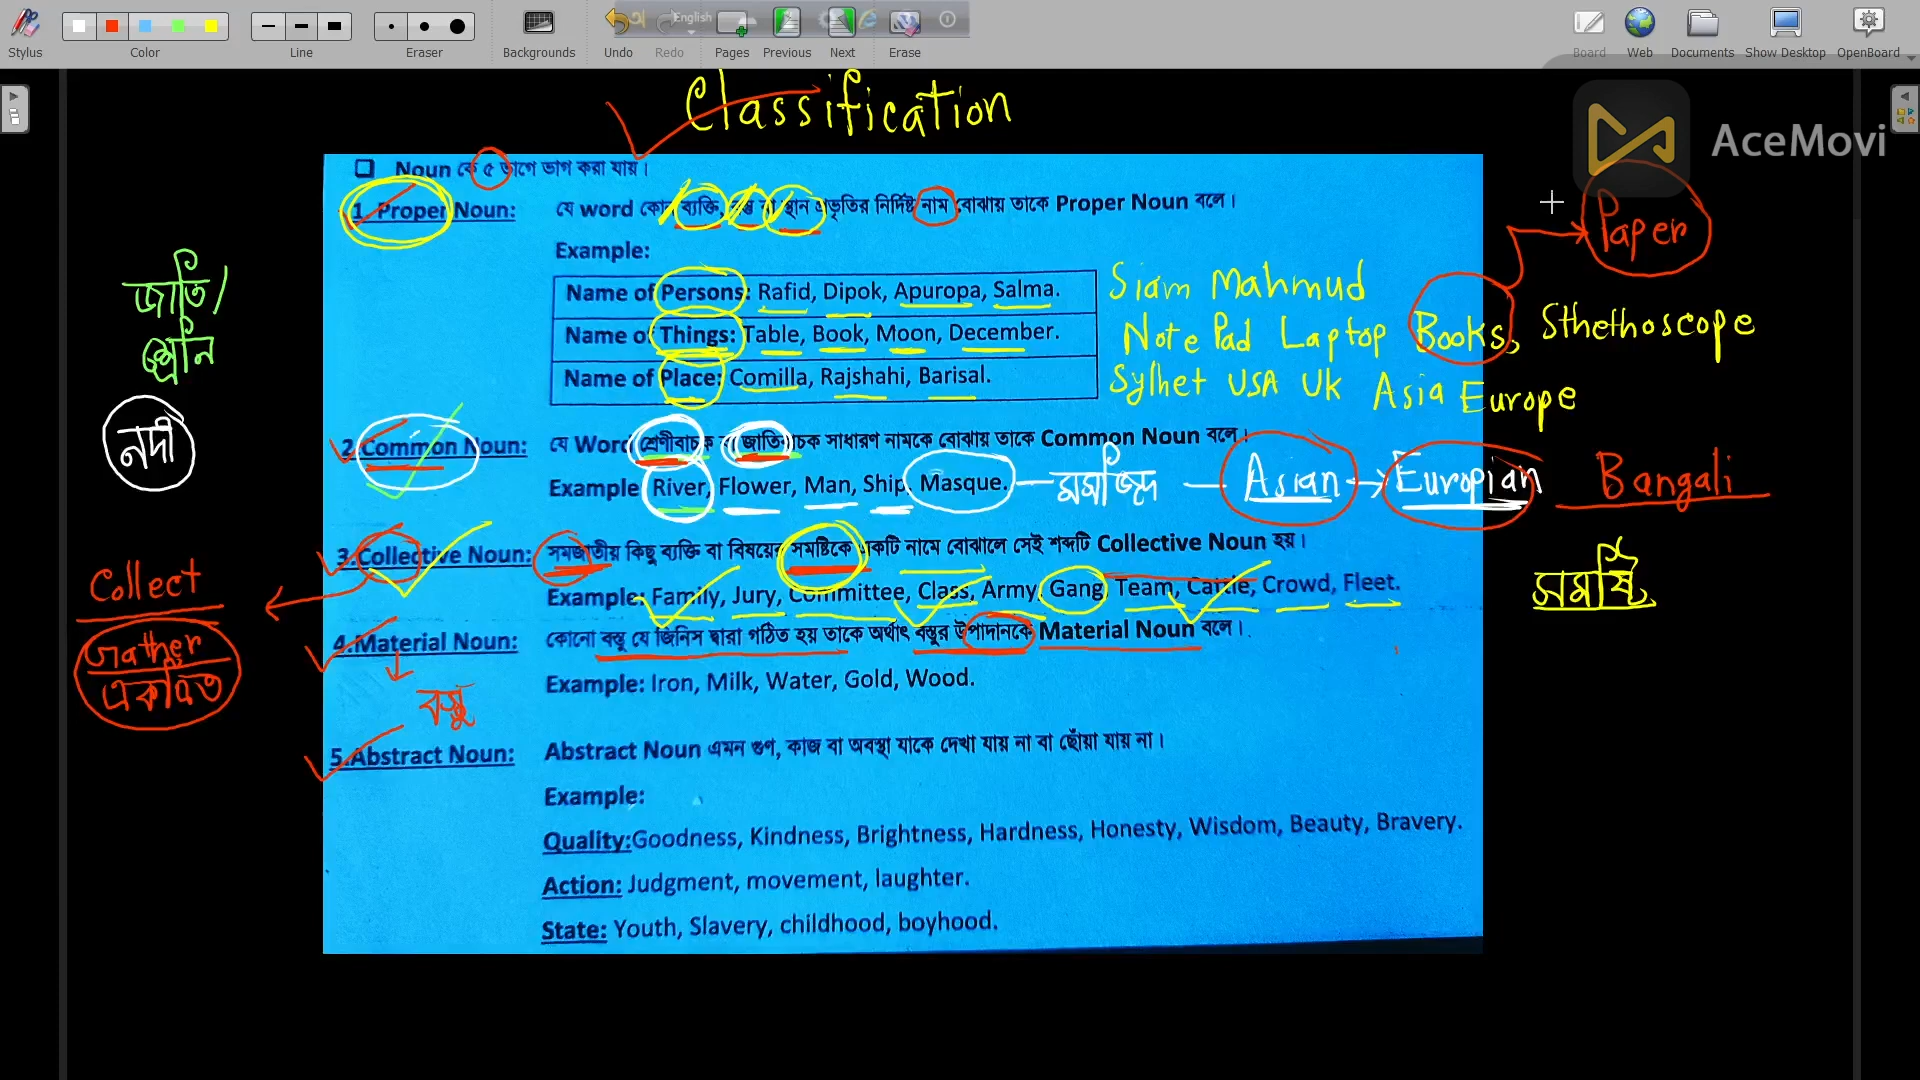 Stylus Color Line Eraser Backgrounds Undo Redo Pages Previous Next Erase Board Web Documents Show Desktop OpenBoard
English
Classification
AceMovi
Noun কে ৫ ভাগে ভাগ করা যায়।
1. Proper Noun: যে word কোন ব্যক্তি, বস্তু বা স্থান প্রভৃতির নির্দিষ্ট নাম বোঝায় তাকে Proper Noun বলে।
Paper
Example:
জাতি/
Name of Persons: Rafid, Dipok, Apuropa, Salma. Siam Mahmud
Name of Things: Table, Book, Moon, December. Note Pad Laptop Books, Sthethoscope
Name of Place: Comilla, Rajshahi, Barisal. Sylhet USA Uk Asia Europe
নদী
2.Common Noun: যে Word শ্রেণীবাচক বা জাতিবাচক সাধারণ নামকে বোঝায় তাকে Common Noun বলে।
Example: River, Flower, Man, Ship, Masque. মসজিদ Asian Europian Bangali
3.Collective Noun: সমজাতীয় কিছু ব্যক্তি বা বিষয়ের সমষ্টিকে একটি নামে বোঝালে সেই শব্দটি Collective Noun হয়।
Collect
Example: Family, Jury, Committee, Class, Army, Gang, Team, Cattle, Crowd, Fleet. সমষ্টি
4.Material Noun: কোনো বস্তু যে জিনিস দ্বারা গঠিত হয় তাকে অর্থাৎ বস্তুর উপাদানকে Material Noun বলে।
Gather
একত্রিত
Example: Iron, Milk, Water, Gold, Wood.
বস্তু
5.Abstract Noun: Abstract Noun এমন গুণ, কাজ বা অবস্থা যাকে দেখা যায় না বা ছোঁয়া যায় না।
Example:
Quality:Goodness, Kindness, Brightness, Hardness, Honesty, Wisdom, Beauty, Bravery.
Action: Judgment, movement, laughter.
State: Youth, Slavery, childhood, boyhood.